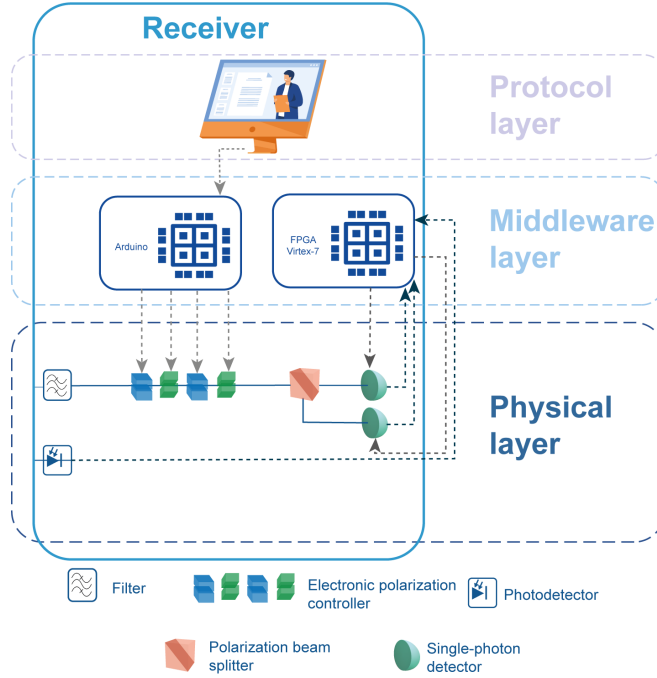 Receiver
Protocol
layer
Arduino
FPGA
Virtex-7
Middleware
layer
Physical
layer
Filter
Electronic polarization
controller
Photodetector
Polarization beam
splitter
Single-photon
detector